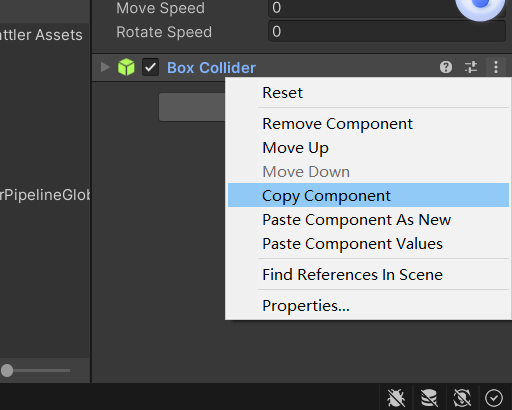 Move Speed
0
attler Assets
Rotate Speed
0
Box Collider
Reset
Remove Component
Move Up
Move Down
rPipelineGlob
Copy Component
Paste Component As New
Paste Component Values
Find References In Scene
Properties...